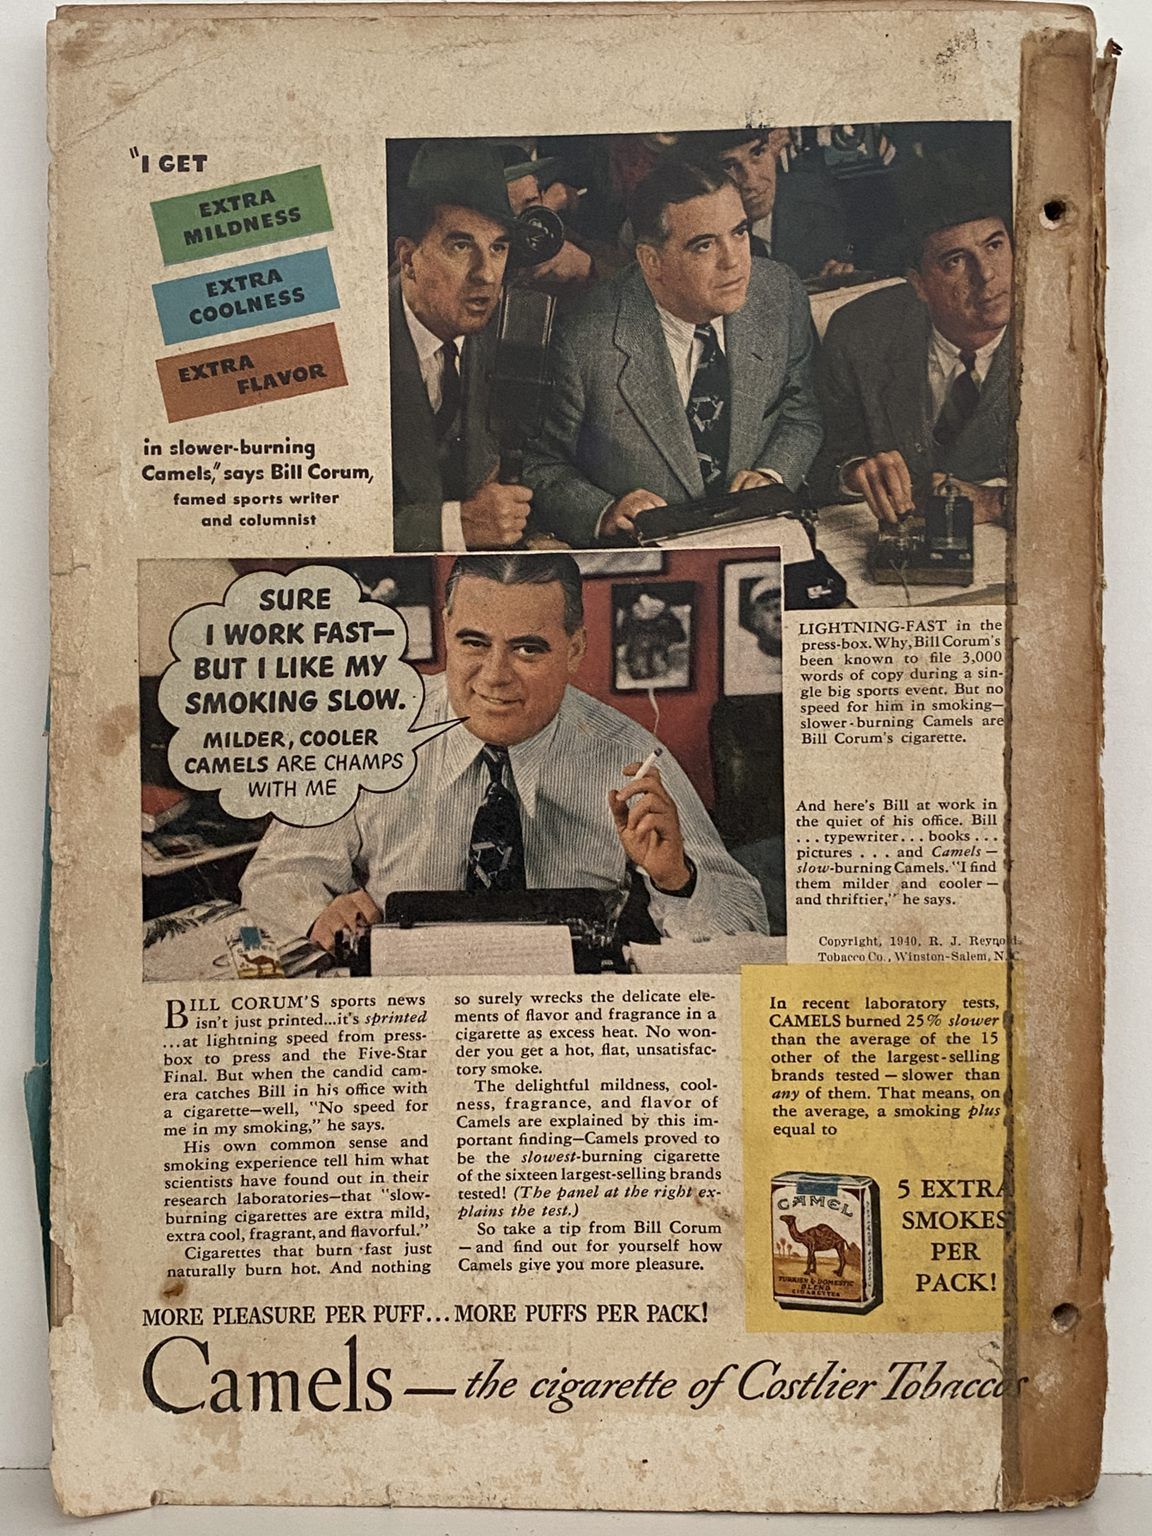 "I GET
EXTRA
MILDNESS
EXTRA
COOLNESS
EXTRA
FLAVOR
in slower-burning
Camels," says Bill Corum,
famed sports writer
and columnist
SURE
I WORK FAST—
BUT I LIKE MY
SMOKING SLOW.
MILDER, COOLER
CAMELS ARE CHAMPS
WITH ME
LIGHTNING-FAST in the
press-box. Why, Bill Corum's
been known to file 3,000
words of copy during a sin-
gle big sports event. But no
speed for him in smoking—
slower-burning Camels are
Bill Corum's cigarette.
And here's Bill at work in
the quiet of his office. Bill
... typewriter... books...
pictures ... and Camels—
slow-burning Camels. "I find
them milder and cooler—
and thriftier," he says.
Copyright, 1940, R. J. Reynolds
Tobacco Co., Winston-Salem, N. C.
BILL CORUM'S sports news
isn't just printed...it's sprinted
...at lightning speed from press-
box to press and the Five-Star
Final. But when the candid cam-
era catches Bill in his office with
a cigarette—well, "No speed for
me in my smoking," he says.
His own common sense and
smoking experience tell him what
scientists have found out in their
research laboratories—that "slow-
burning cigarettes are extra mild,
extra cool, fragrant, and flavorful."
Cigarettes that burn fast just
naturally burn hot. And nothing
so surely wrecks the delicate ele-
ments of flavor and fragrance in a
cigarette as excess heat. No won-
der you get a hot, flat, unsatisfac-
tory smoke.
The delightful mildness, cool-
ness, fragrance, and flavor of
Camels are explained by this im-
portant finding—Camels proved to
be the slowest-burning cigarette
of the sixteen largest-selling brands
tested! (The panel at the right ex-
plains the test.)
So take a tip from Bill Corum
—and find out for yourself how
Camels give you more pleasure.
In recent laboratory tests,
CAMELS burned 25% slower
than the average of the 15
other of the largest-selling
brands tested—slower than
any of them. That means, on
the average, a smoking plus
equal to
CAMEL
TURKISH & DOMESTIC
BLEND
CIGARETTES
5 EXTRA
SMOKES
PER
PACK!
MORE PLEASURE PER PUFF...MORE PUFFS PER PACK!
Camels—the cigarette of Costlier Tobaccos